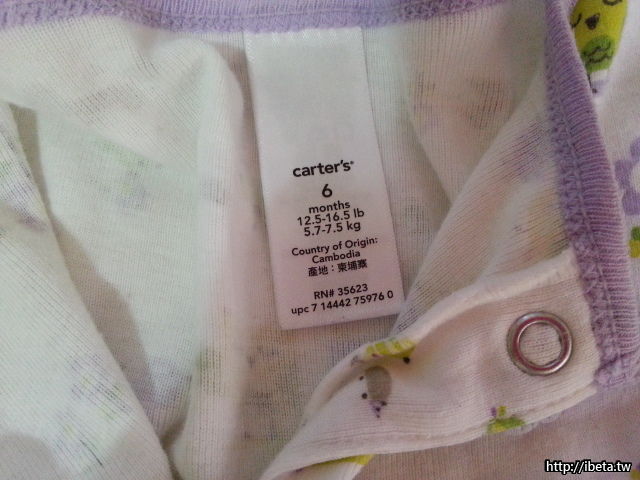 carter's®
6
months
12.5-16.5 lb
5.7-7.5 kg
Country of Origin:
Cambodia
產地：柬埔寨
RN# 35623
upc 7 14442 75976 0
http://ibeta.tw